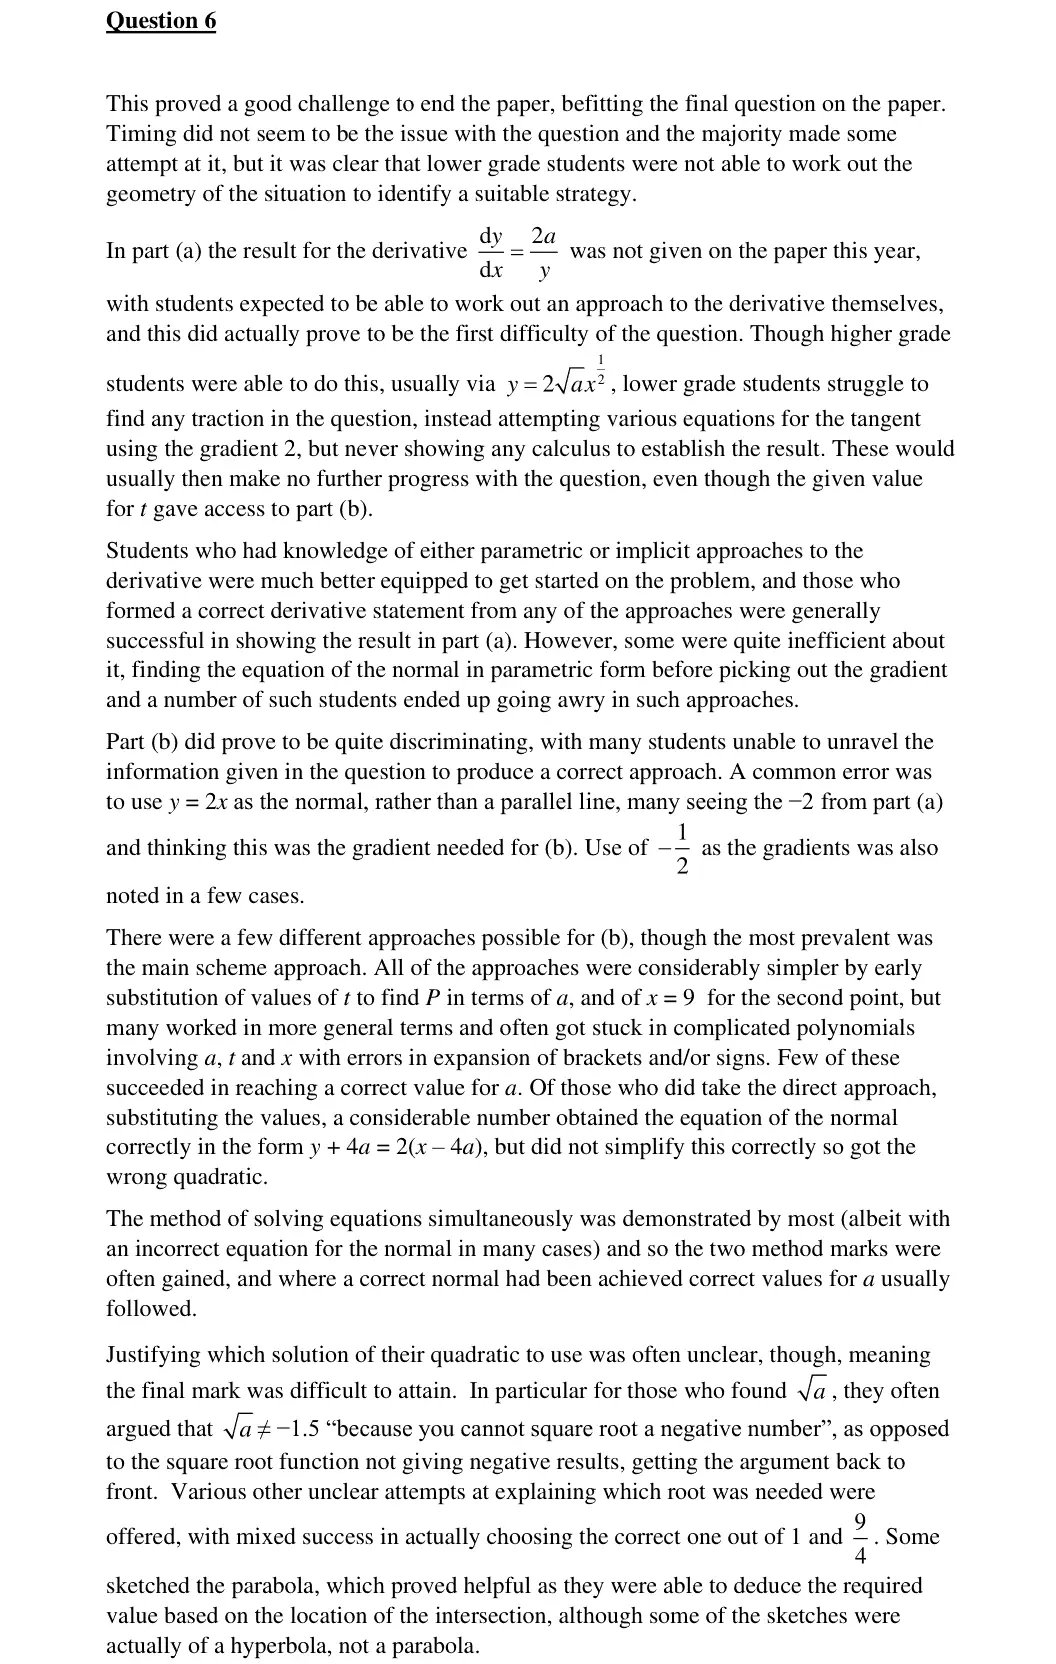 Question 6
This proved a good challenge to end the paper, befitting the final question on the paper.
Timing did not seem to be the issue with the question and the majority made some
attempt at it, but it was clear that lower grade students were not able to work out the
geometry of the situation to identify a suitable strategy.
In part (a) the result for the derivative dy/dx = 2a/y was not given on the paper this year,
with students expected to be able to work out an approach to the derivative themselves,
and this did actually prove to be the first difficulty of the question. Though higher grade
students were able to do this, usually via y = 2√a x^(1/2) , lower grade students struggle to
find any traction in the question, instead attempting various equations for the tangent
using the gradient 2, but never showing any calculus to establish the result. These would
usually then make no further progress with the question, even though the given value
for t gave access to part (b).
Students who had knowledge of either parametric or implicit approaches to the
derivative were much better equipped to get started on the problem, and those who
formed a correct derivative statement from any of the approaches were generally
successful in showing the result in part (a). However, some were quite inefficient about
it, finding the equation of the normal in parametric form before picking out the gradient
and a number of such students ended up going awry in such approaches.
Part (b) did prove to be quite discriminating, with many students unable to unravel the
information given in the question to produce a correct approach. A common error was
to use y = 2x as the normal, rather than a parallel line, many seeing the −2 from part (a)
and thinking this was the gradient needed for (b). Use of −1/2 as the gradients was also
noted in a few cases.
There were a few different approaches possible for (b), though the most prevalent was
the main scheme approach. All of the approaches were considerably simpler by early
substitution of values of t to find P in terms of a, and of x = 9 for the second point, but
many worked in more general terms and often got stuck in complicated polynomials
involving a, t and x with errors in expansion of brackets and/or signs. Few of these
succeeded in reaching a correct value for a. Of those who did take the direct approach,
substituting the values, a considerable number obtained the equation of the normal
correctly in the form y + 4a = 2(x – 4a), but did not simplify this correctly so got the
wrong quadratic.
The method of solving equations simultaneously was demonstrated by most (albeit with
an incorrect equation for the normal in many cases) and so the two method marks were
often gained, and where a correct normal had been achieved correct values for a usually
followed.
Justifying which solution of their quadratic to use was often unclear, though, meaning
the final mark was difficult to attain. In particular for those who found √a , they often
argued that √a ≠ −1.5 “because you cannot square root a negative number”, as opposed
to the square root function not giving negative results, getting the argument back to
front. Various other unclear attempts at explaining which root was needed were
offered, with mixed success in actually choosing the correct one out of 1 and 9/4 . Some
sketched the parabola, which proved helpful as they were able to deduce the required
value based on the location of the intersection, although some of the sketches were
actually of a hyperbola, not a parabola.